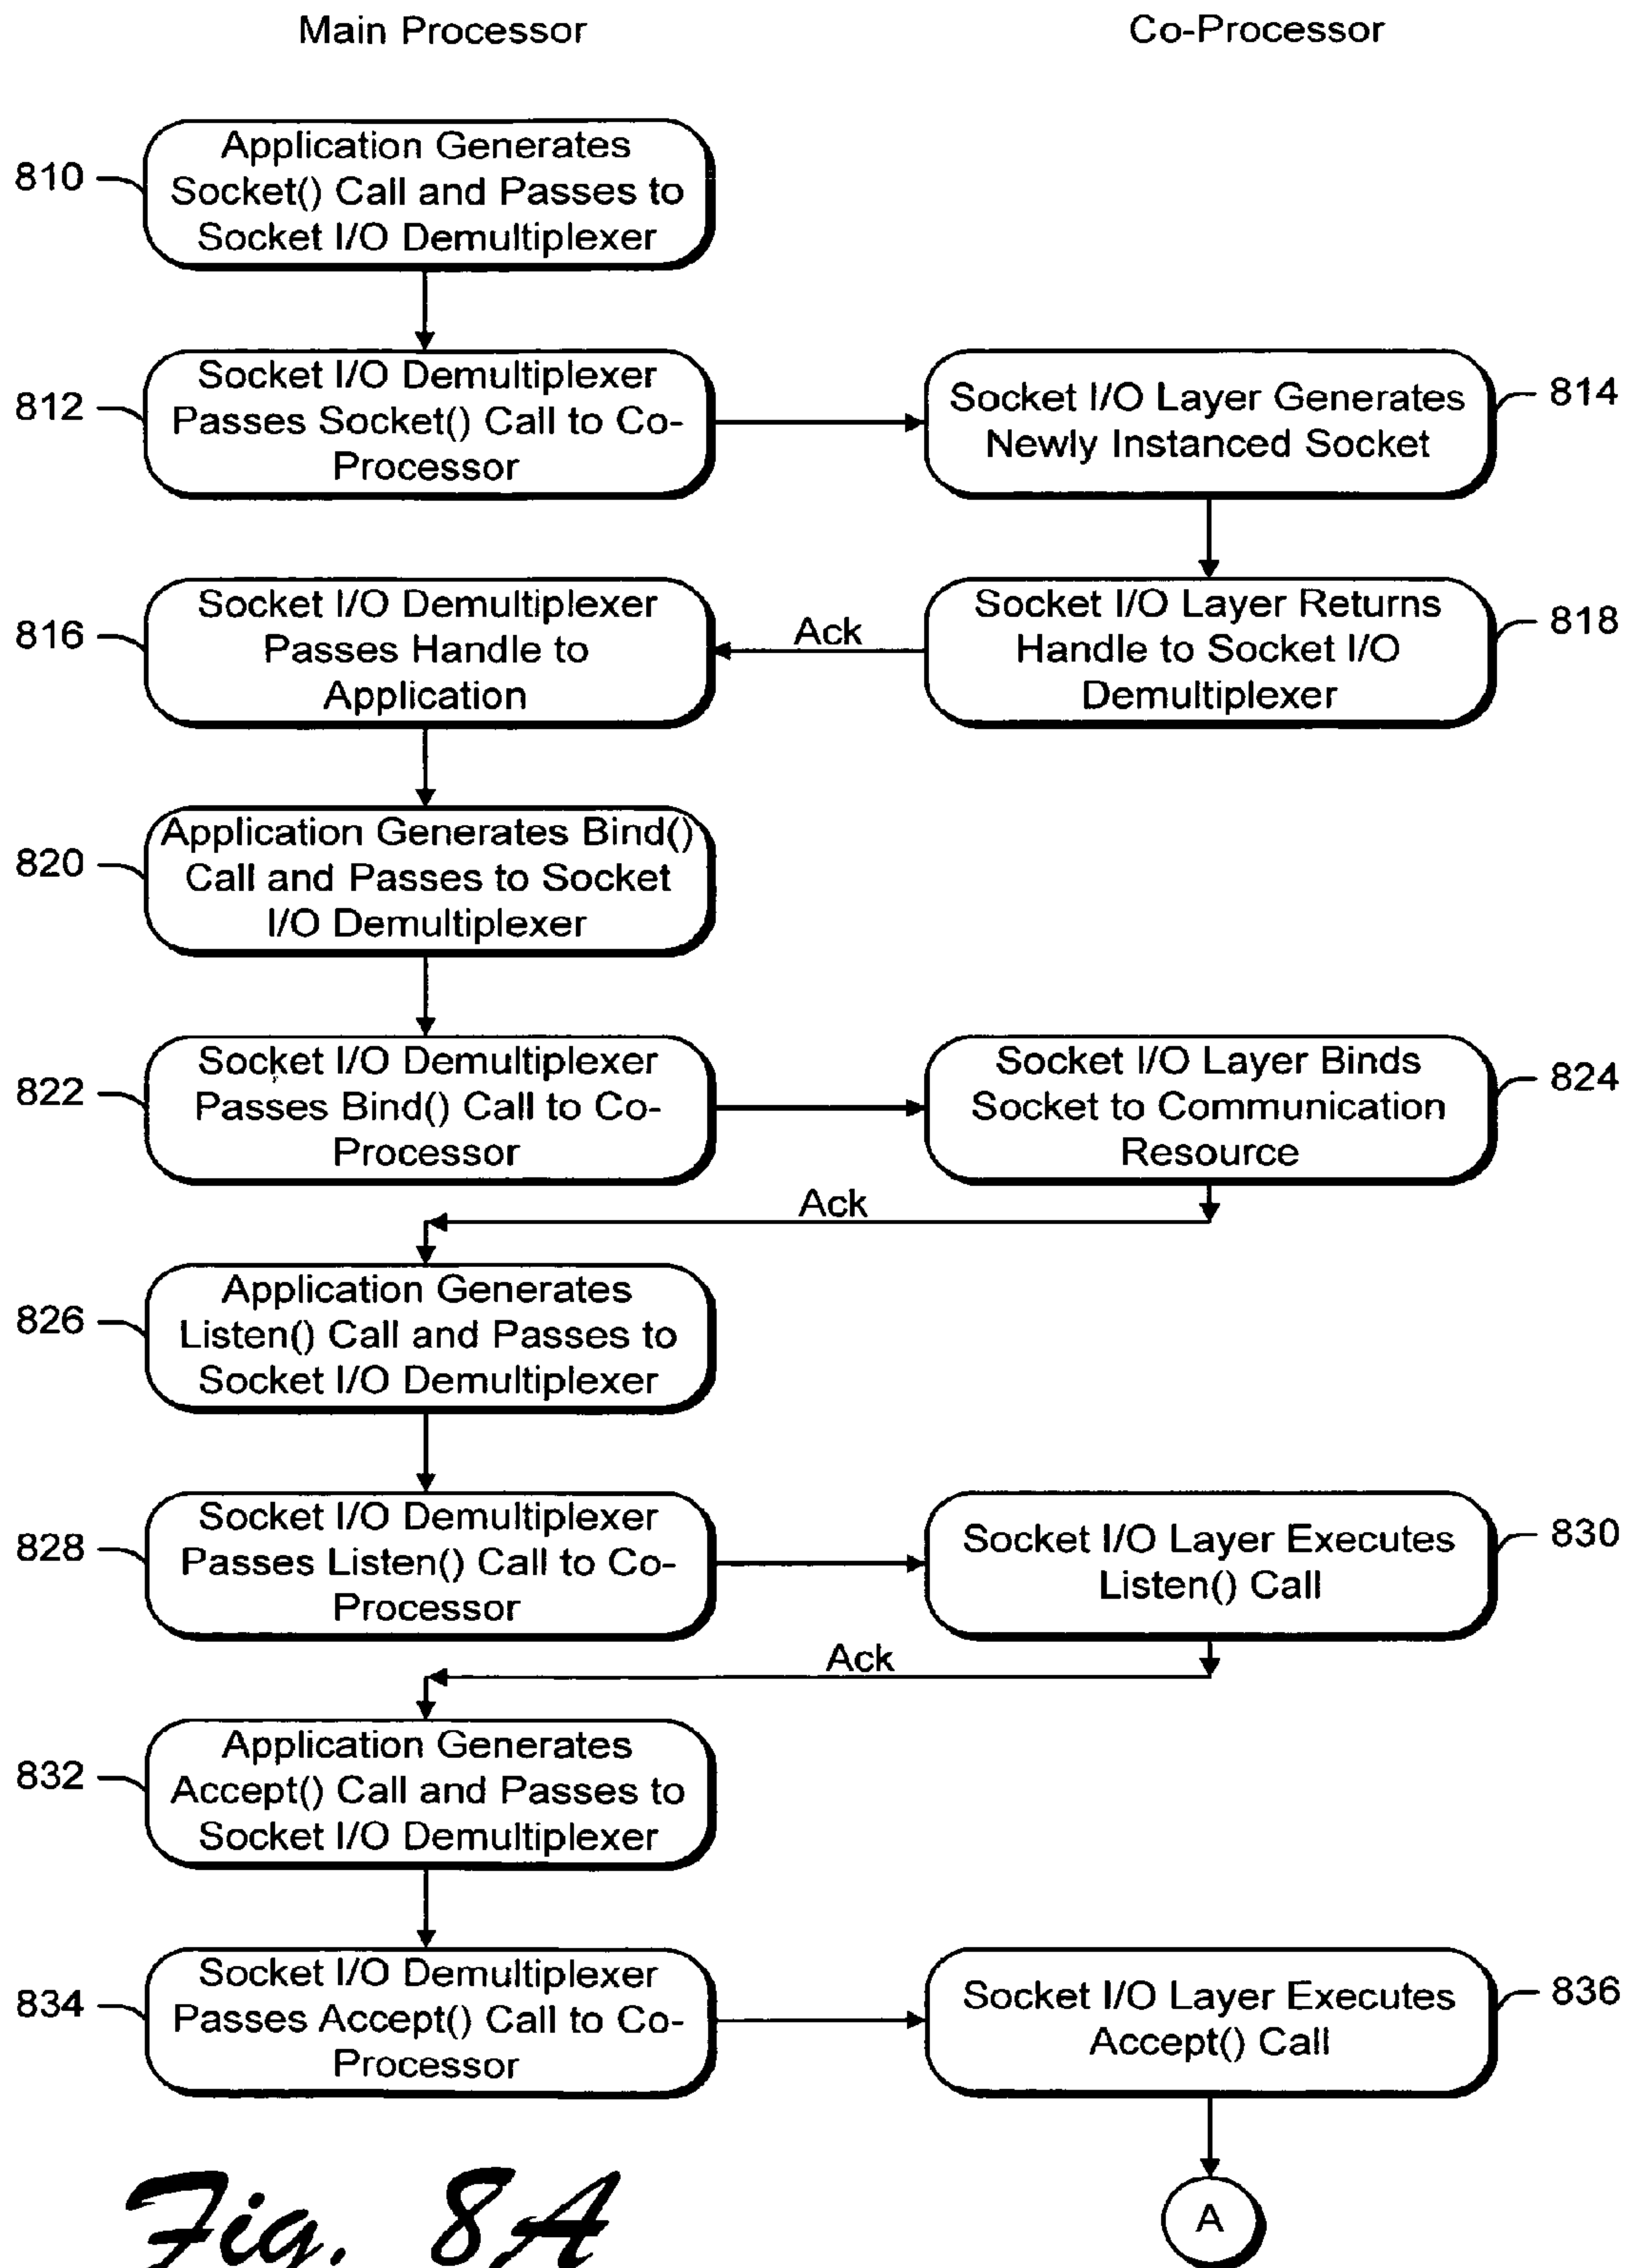 Main Processor
Co-Processor
810
Application Generates
Socket() Call and Passes to
Socket I/O Demultiplexer
812
Socket I/O Demultiplexer
Passes Socket() Call to Co-
Processor
Socket I/O Layer Generates
Newly Instanced Socket
814
816
Socket I/O Demultiplexer
Passes Handle to
Application
Ack
Socket I/O Layer Returns
Handle to Socket I/O
Demultiplexer
818
820
Application Generates Bind()
Call and Passes to Socket
I/O Demultiplexer
822
Socket I/O Demultiplexer
Passes Bind() Call to Co-
Processor
Socket I/O Layer Binds
Socket to Communication
Resource
824
Ack
826
Application Generates
Listen() Call and Passes to
Socket I/O Demultiplexer
828
Socket I/O Demultiplexer
Passes Listen() Call to Co-
Processor
Socket I/O Layer Executes
Listen() Call
830
Ack
832
Application Generates
Accept() Call and Passes to
Socket I/O Demultiplexer
834
Socket I/O Demultiplexer
Passes Accept() Call to Co-
Processor
Socket I/O Layer Executes
Accept() Call
836
A
Fig. 8A